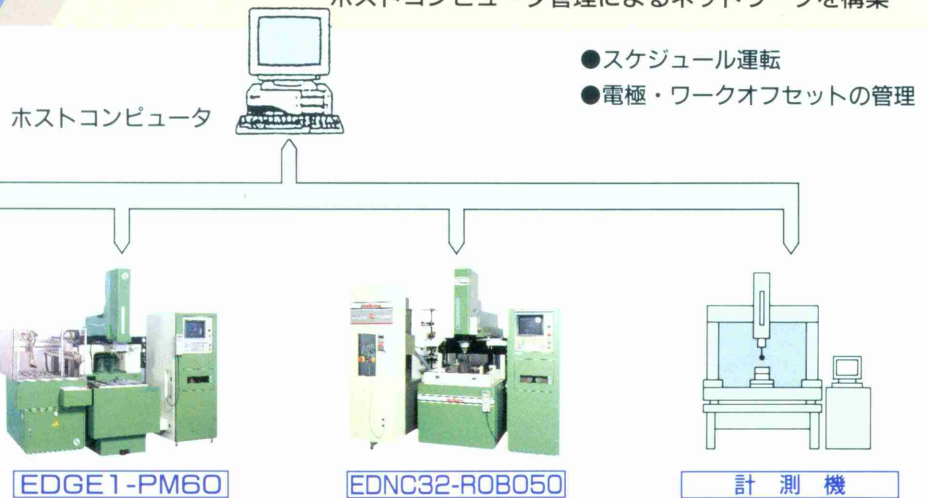 ホストコンピュータ管理によるネットワークを構築
●スケジュール運転
●電極・ワークオフセットの管理
ホストコンピュータ
EDGE1-PM60
EDNC32-ROBO50
計測機